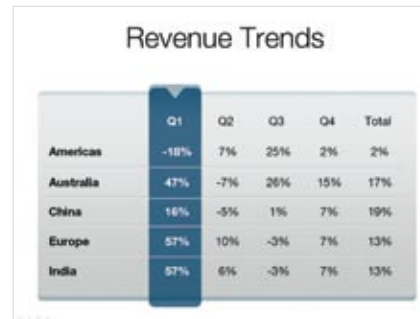 Revenue Trends
Q1 Q2 Q3 Q4 Total
Americas -18% 7% 25% 2% 2%
Australia 47% -7% 26% 15% 17%
China 16% -5% 1% 7% 19%
Europe 57% 10% -3% 7% 13%
India 57% 6% -3% 7% 13%